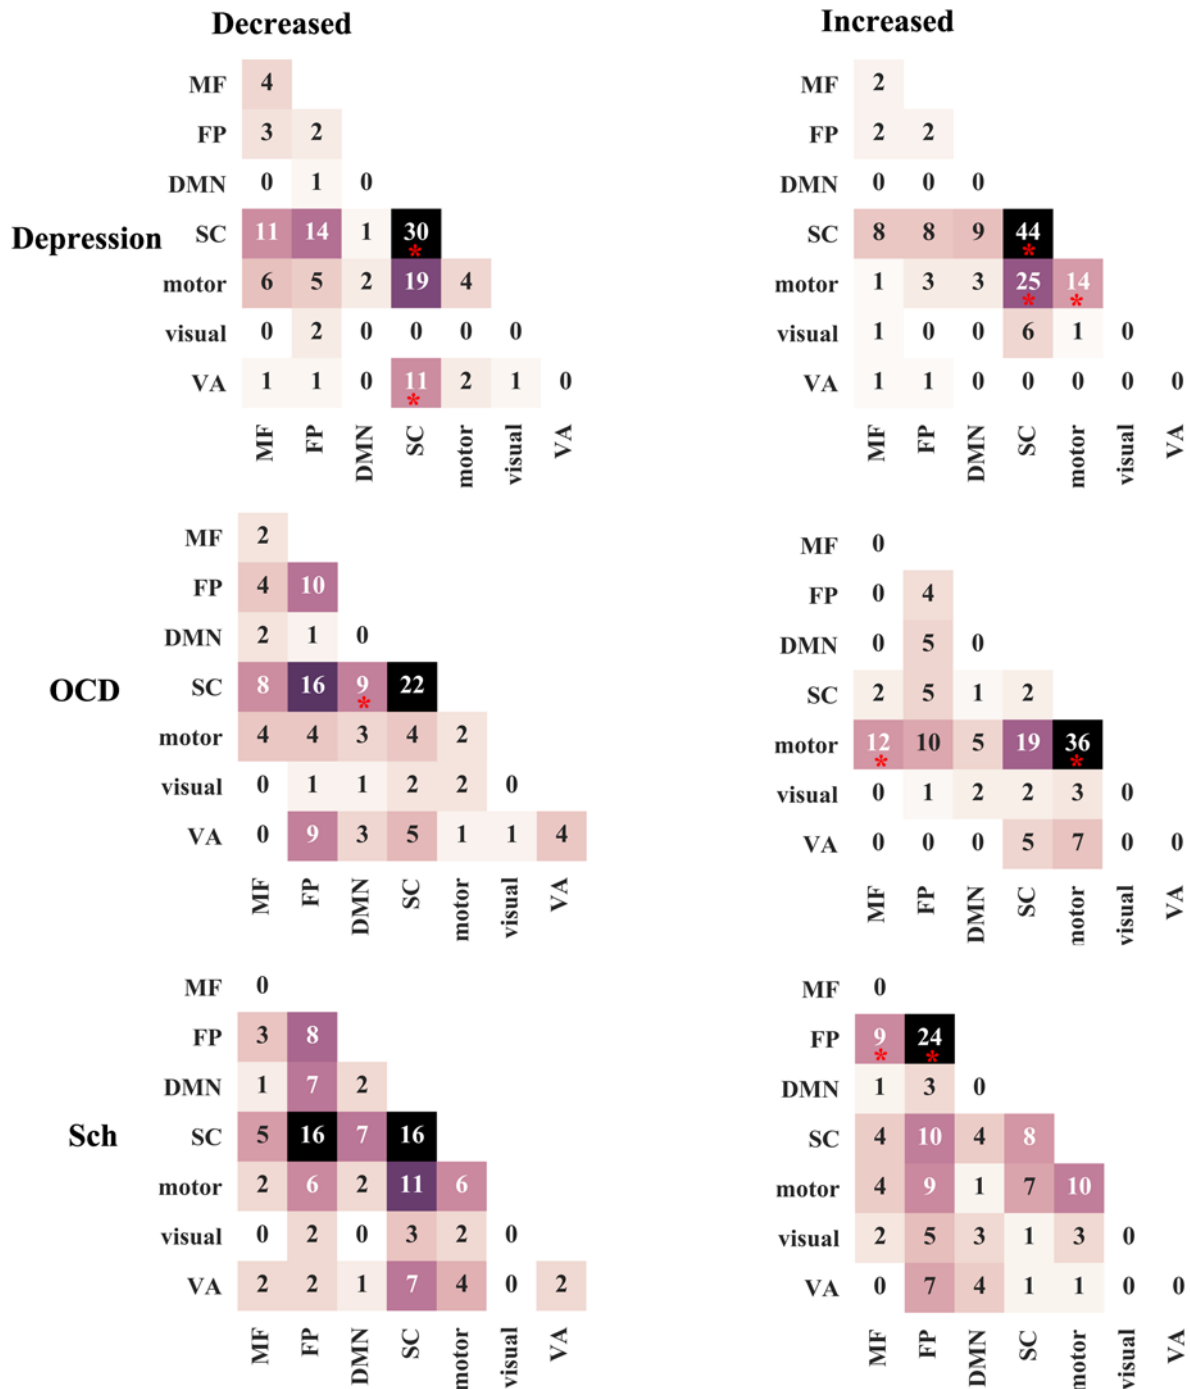 Decreased
MF 4
FP 3 2
DMN 0 1 0
Depression SC 11 14 1 30 *
motor 6 5 2 19 4
visual 0 2 0 0 0 0
VA 1 1 0 11 * 2 1 0
MF FP DMN SC motor visual VA
Increased
MF 2
FP 2 2
DMN 0 0 0
SC 8 8 9 44 *
motor 1 3 3 25 * 14 *
visual 1 0 0 6 1 0
VA 1 1 0 0 0 0 0
MF FP DMN SC motor visual VA
MF 2
FP 4 10
DMN 2 1 0
OCD SC 8 16 9 * 22
motor 4 4 3 4 2
visual 0 1 1 2 2 0
VA 0 9 3 5 1 1 4
MF FP DMN SC motor visual VA
MF 0
FP 0 4
DMN 0 5 0
SC 2 5 1 2
motor 12 * 10 5 19 36 *
visual 0 1 2 2 3 0
VA 0 0 0 5 7 0 0
MF FP DMN SC motor visual VA
MF 0
FP 3 8
DMN 1 7 2
Sch SC 5 16 7 16
motor 2 6 2 11 6
visual 0 2 0 3 2 0
VA 2 2 1 7 4 0 2
MF FP DMN SC motor visual VA
MF 0
FP 9 * 24 *
DMN 1 3 0
SC 4 10 4 8
motor 4 9 1 7 10
visual 2 5 3 1 3 0
VA 0 7 4 1 1 0 0
MF FP DMN SC motor visual VA